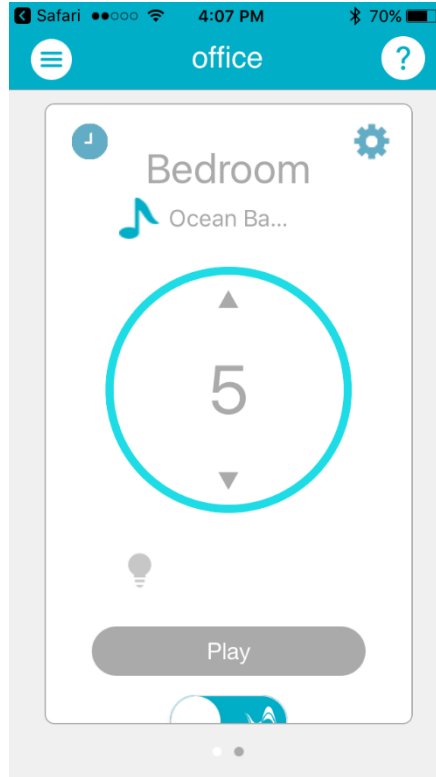 Safari 4:07 PM 70%
office
?
Bedroom
Ocean Ba...
5
Play